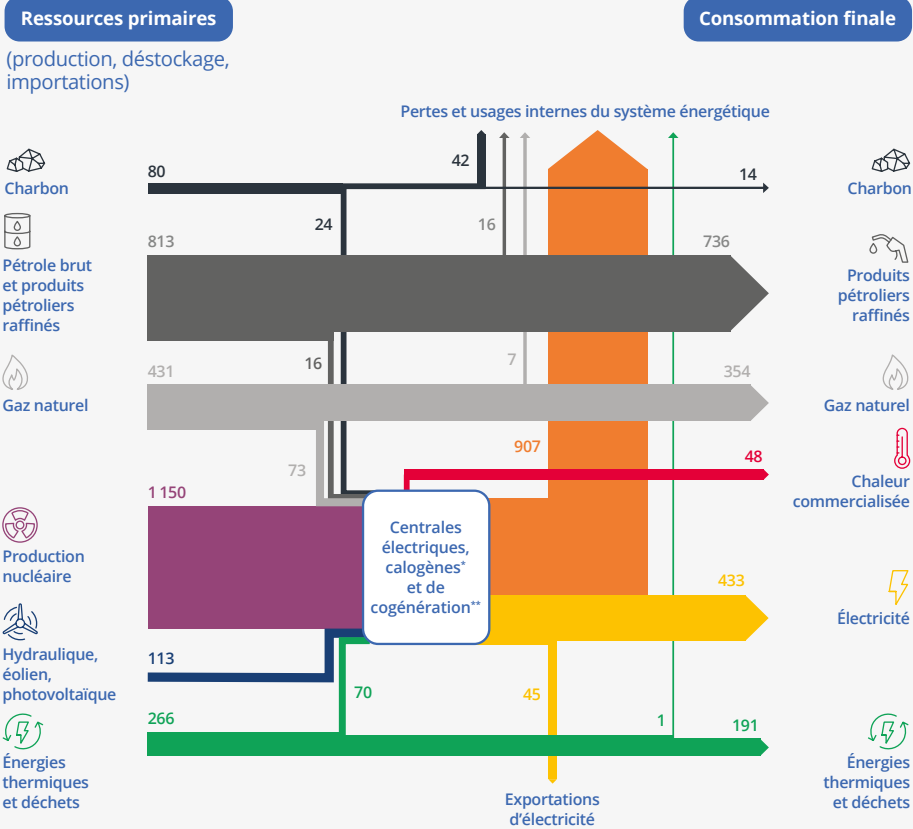 Ressources primaires
Consommation finale
(production, déstockage,
importations)
Pertes et usages internes du système énergétique
80
42
14
Charbon
Charbon
24
16
813
736
Pétrole brut
et produits
pétroliers
raffinés
Produits
pétroliers
raffinés
16
7
431
354
Gaz naturel
Gaz naturel
907
48
73
Chaleur
commercialisée
1 150
Centrales
électriques,
calogènes*
et de
cogénération**
Production
nucléaire
433
Électricité
Hydraulique,
éolien,
photovoltaïque
113
70
45
266
1
191
Énergies
thermiques
et déchets
Énergies
thermiques
et déchets
Exportations
d'électricité